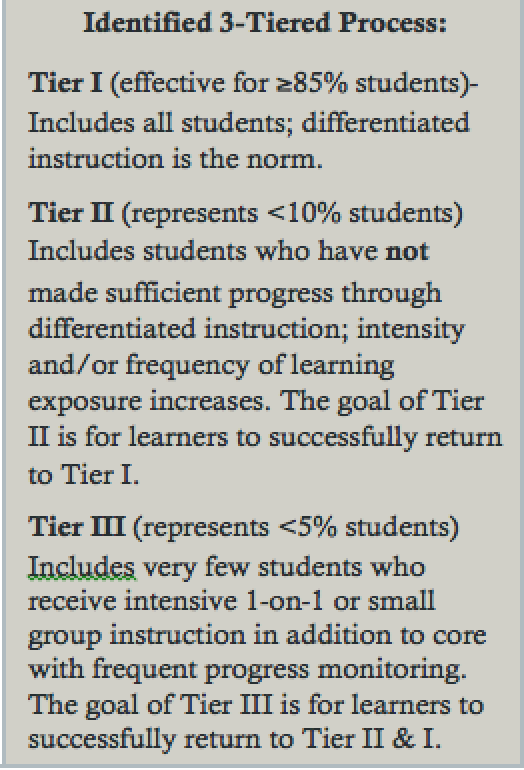 Identified 3-Tiered Process:
Tier I (effective for ≥85% students)-
Includes all students; differentiated
instruction is the norm.
Tier II (represents <10% students)
Includes students who have not
made sufficient progress through
differentiated instruction; intensity
and/or frequency of learning
exposure increases. The goal of Tier
II is for learners to successfully return
to Tier I.
Tier III (represents <5% students)
Includes very few students who
receive intensive 1-on-1 or small
group instruction in addition to core
with frequent progress monitoring.
The goal of Tier III is for learners to
successfully return to Tier II & I.